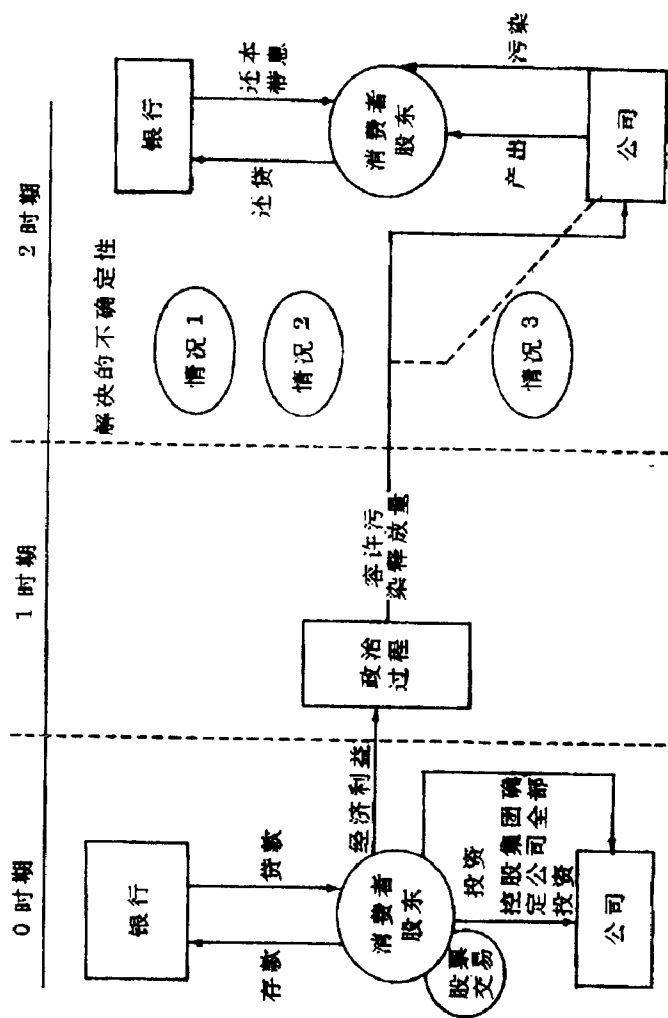 0 时期
1 时期
2 时期
银行
存款
贷款
消费者
股东
股票
交易
经济利益
投资
控股集团确
定公司全部
投资
公司
政治
过程
容许污
染释放量
解决的不确定性
情况 1
情况 2
情况 3
银行
还贷
还本
带息
消费者
股东
产出
污染
公司